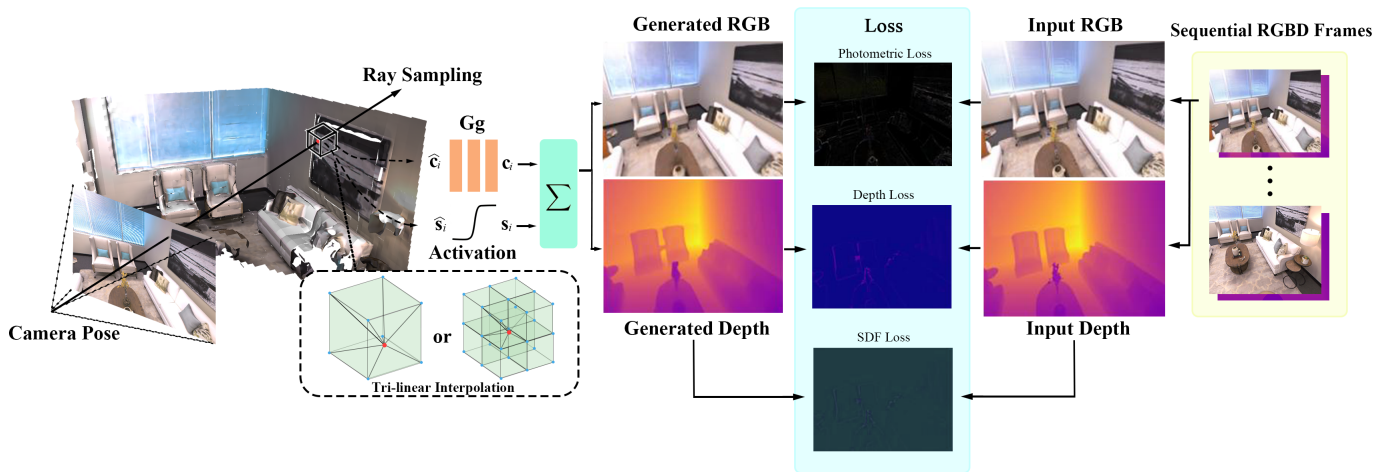 Ray Sampling
Camera Pose
Gg
ĉᵢ
cᵢ
ŝᵢ
sᵢ
Activation
∑
or
Tri-linear Interpolation
Generated RGB
Generated Depth
Loss
Photometric Loss
Depth Loss
SDF Loss
Input RGB
Input Depth
Sequential RGBD Frames